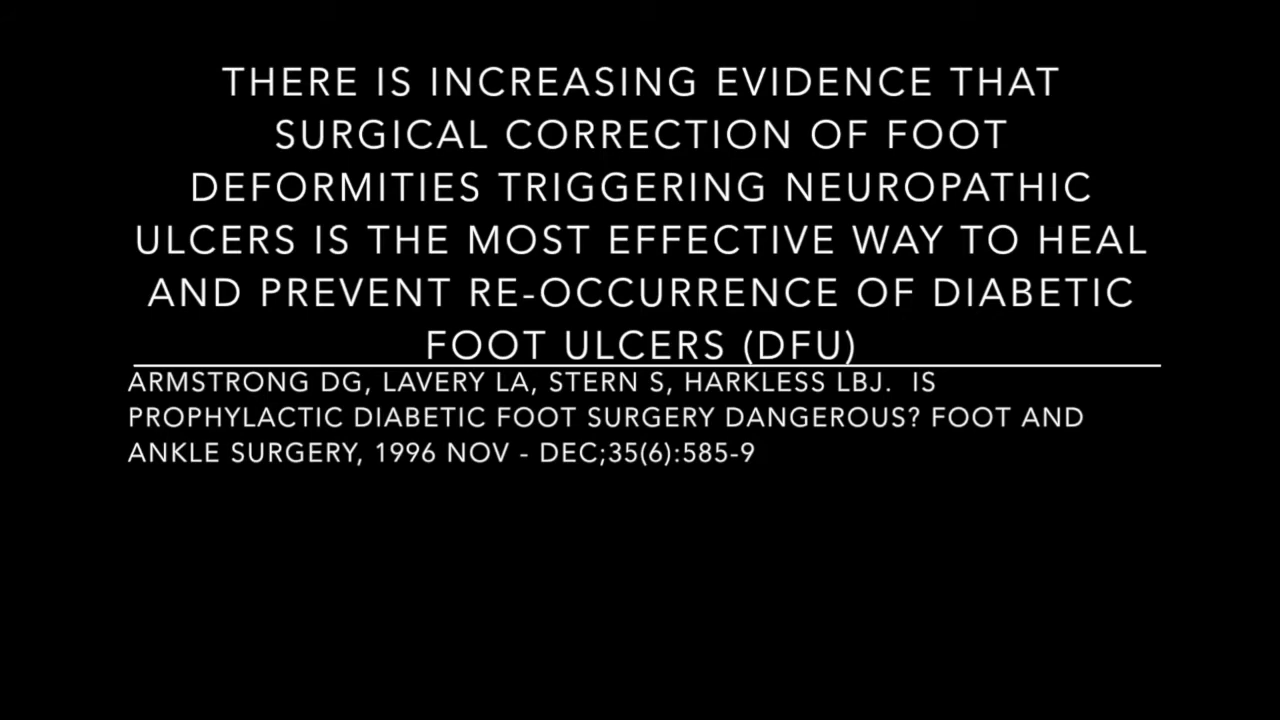 THERE IS INCREASING EVIDENCE THAT
SURGICAL CORRECTION OF FOOT
DEFORMITIES TRIGGERING NEUROPATHIC
ULCERS IS THE MOST EFFECTIVE WAY TO HEAL
AND PREVENT RE-OCCURRENCE OF DIABETIC
FOOT ULCERS (DFU)
ARMSTRONG DG, LAVERY LA, STERN S, HARKLESS LBJ.  IS
PROPHYLACTIC DIABETIC FOOT SURGERY DANGEROUS? FOOT AND
ANKLE SURGERY, 1996 NOV - DEC;35(6):585-9